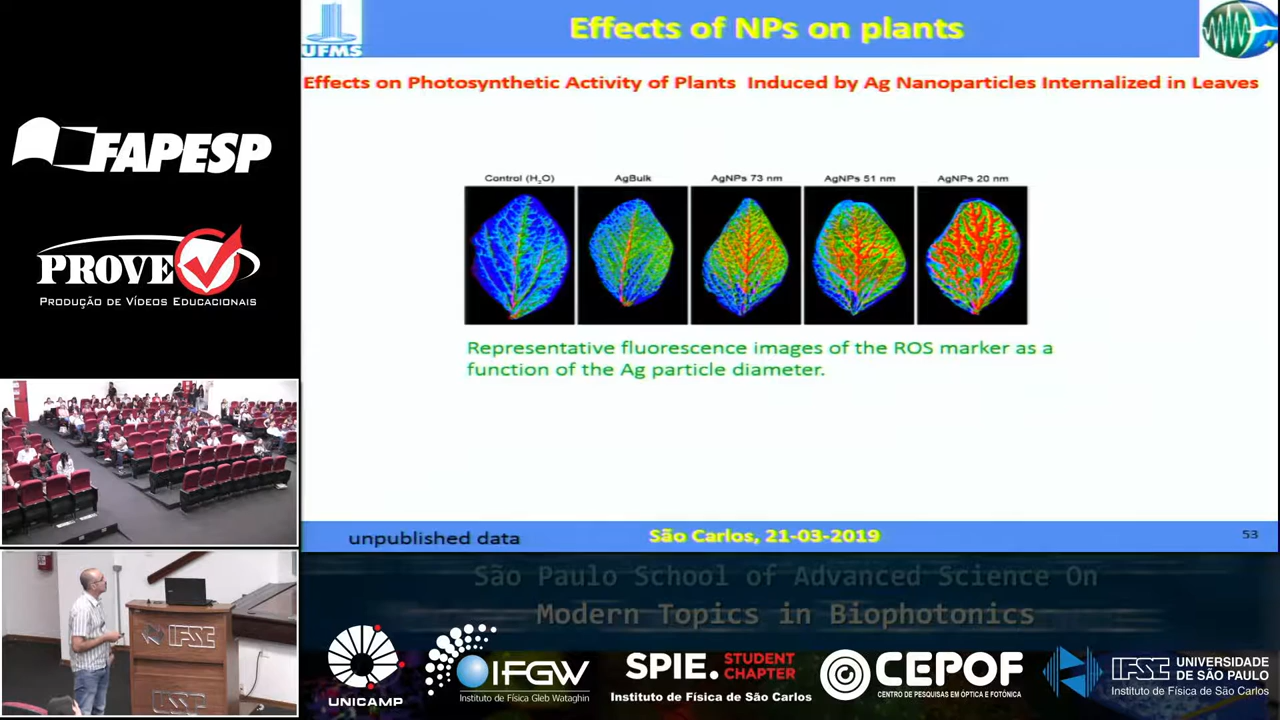 UFMS
Effects of NPs on plants
Effects on Photosynthetic Activity of Plants Induced by Ag Nanoparticles Internalized in Leaves
Control (H₂O)
AgBulk
AgNPs 73 nm
AgNPs 51 nm
AgNPs 20 nm
Representative fluorescence images of the ROS marker as a
function of the Ag particle diameter.
unpublished data
São Carlos, 21-03-2019
53
FAPESP
PROVE
PRODUÇÃO DE VÍDEOS EDUCACIONAIS
IFSC
São Paulo School of Advanced Science On
Modern Topics in Biophotonics
UNICAMP
IFGW
Instituto de Física Gleb Wataghin
SPIE. STUDENT CHAPTER
Instituto de Física de São Carlos
CEPOF
CENTRO DE PESQUISAS EM ÓPTICA E FOTÔNICA
IFSC UNIVERSIDADE DE SÃO PAULO
Instituto de Física de São Carlos